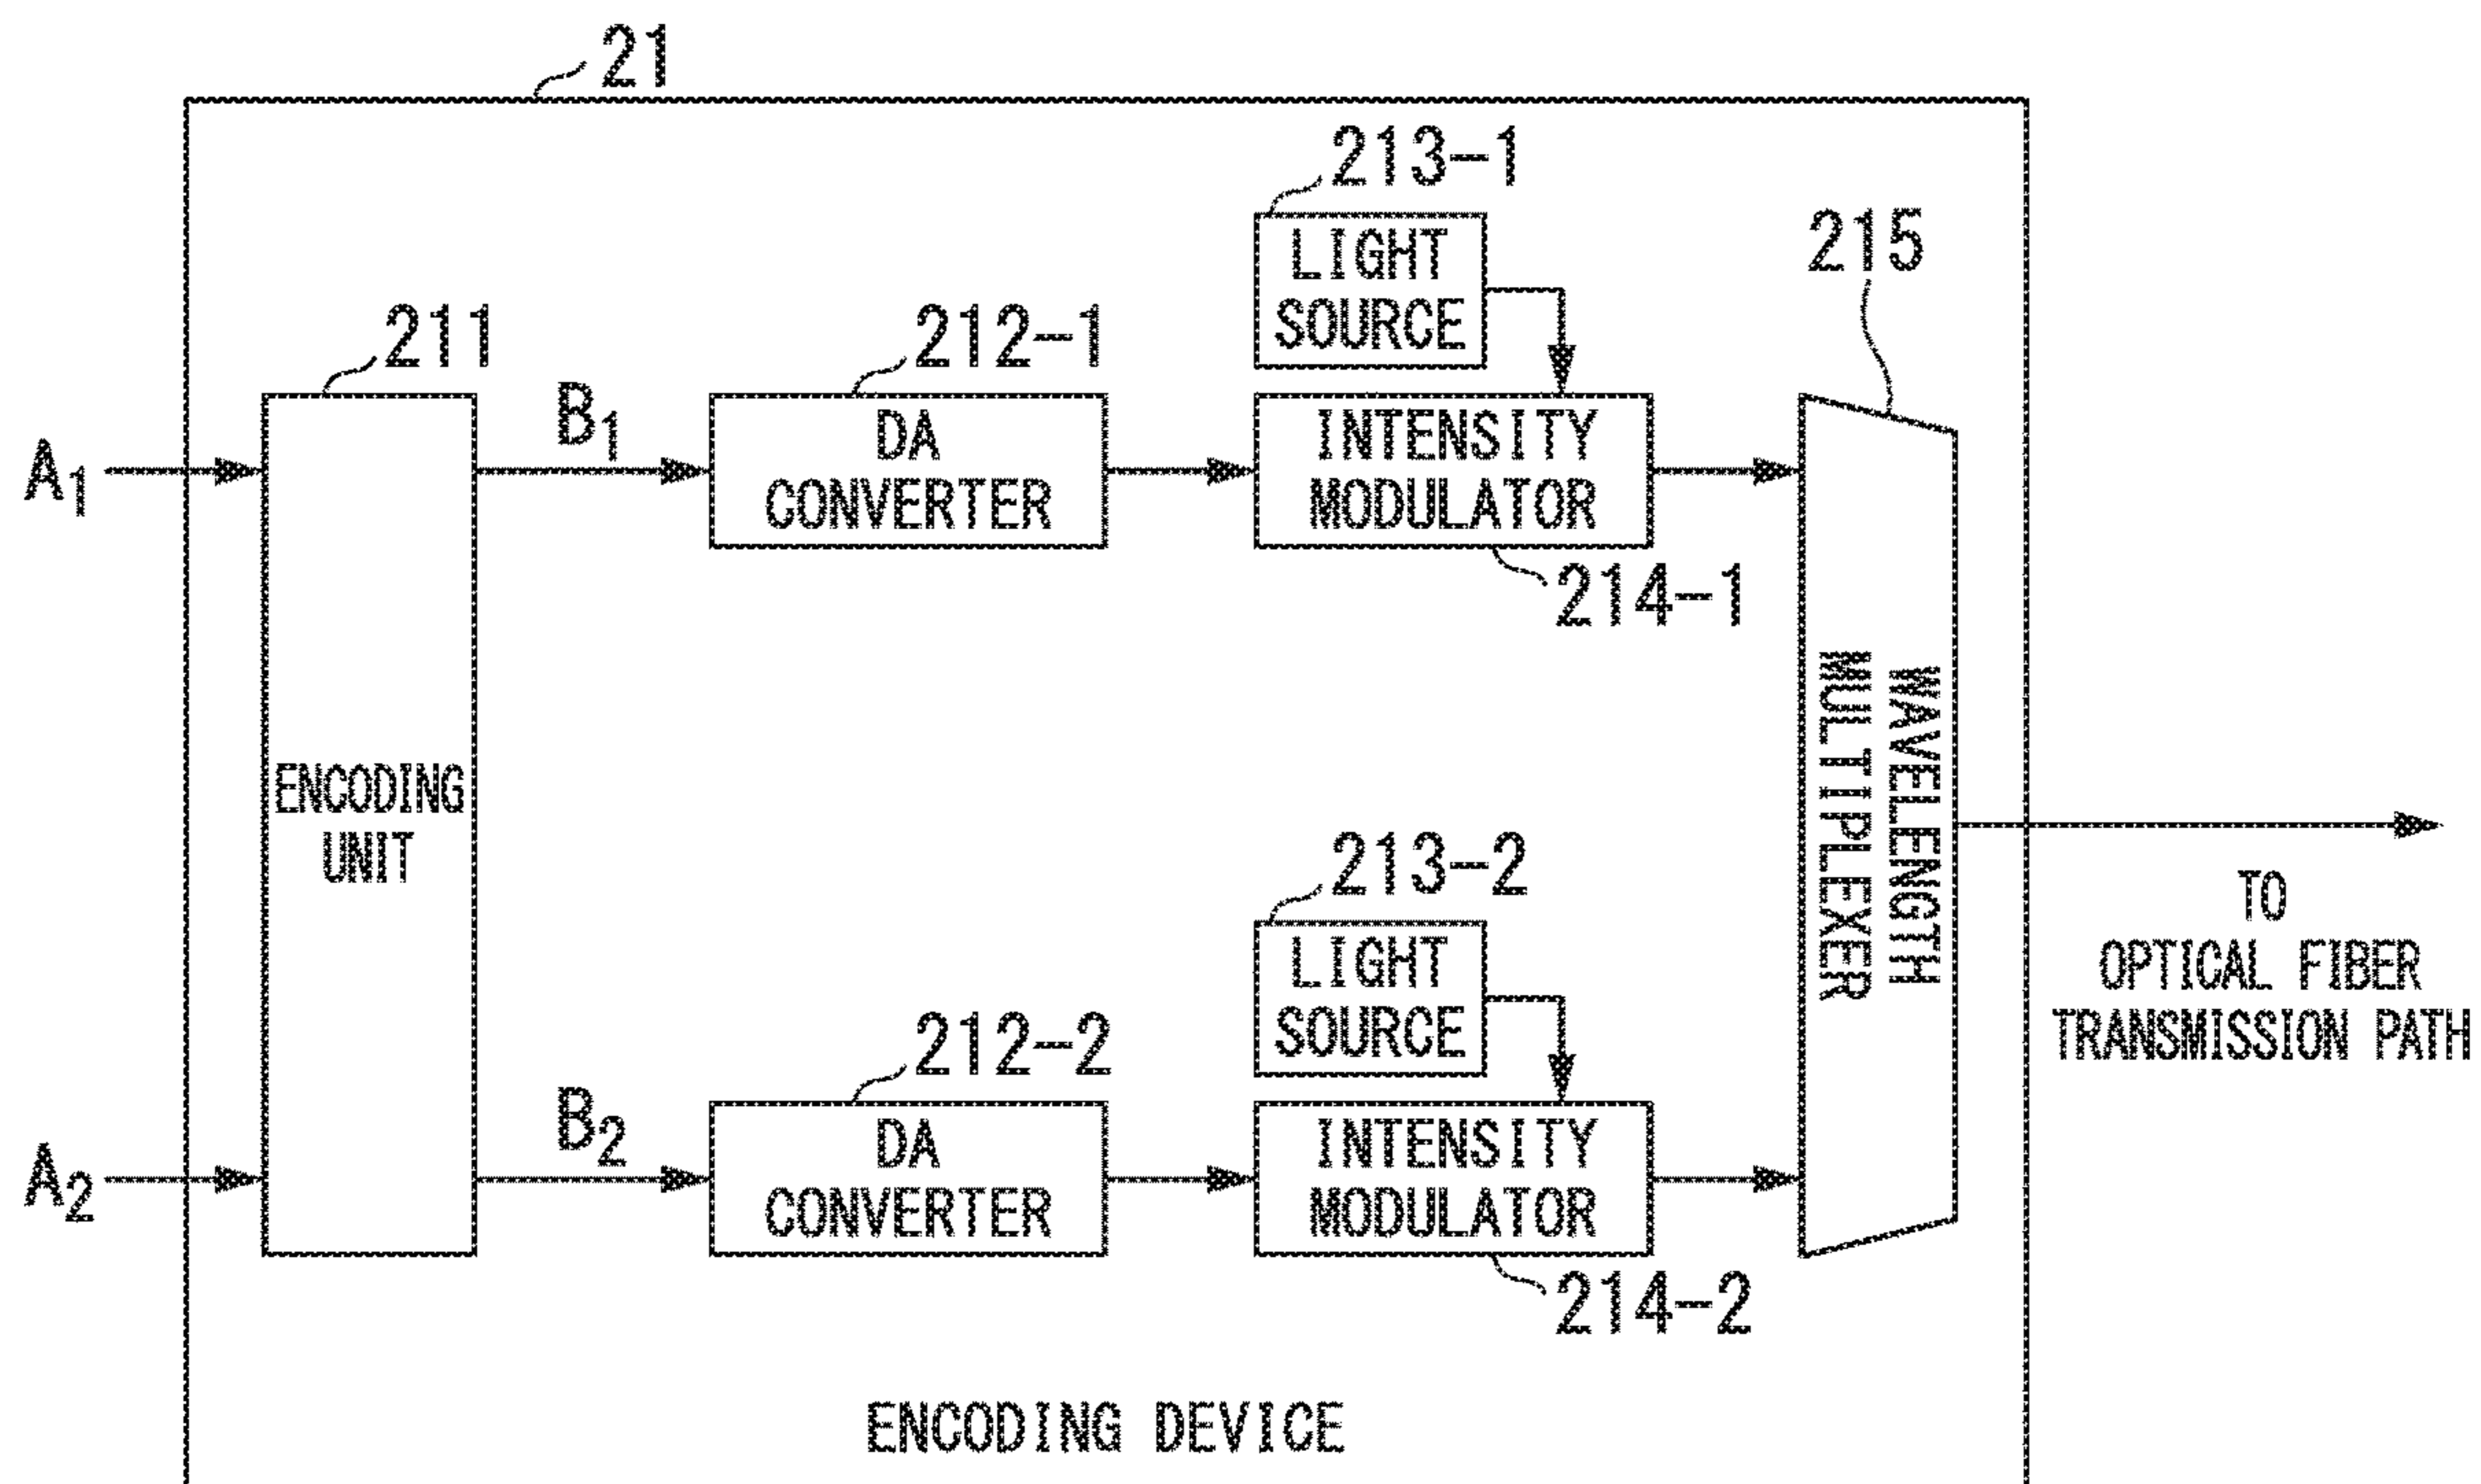 21
213-1
LIGHT
SOURCE
215
211
212-1
A1
B1
DA
CONVERTER
INTENSITY
MODULATOR
214-1
ENCODING
UNIT
WAVELENGTH
MULTIPLEXER
213-2
LIGHT
SOURCE
TO
OPTICAL FIBER
TRANSMISSION PATH
212-2
A2
B2
DA
CONVERTER
INTENSITY
MODULATOR
214-2
ENCODING DEVICE